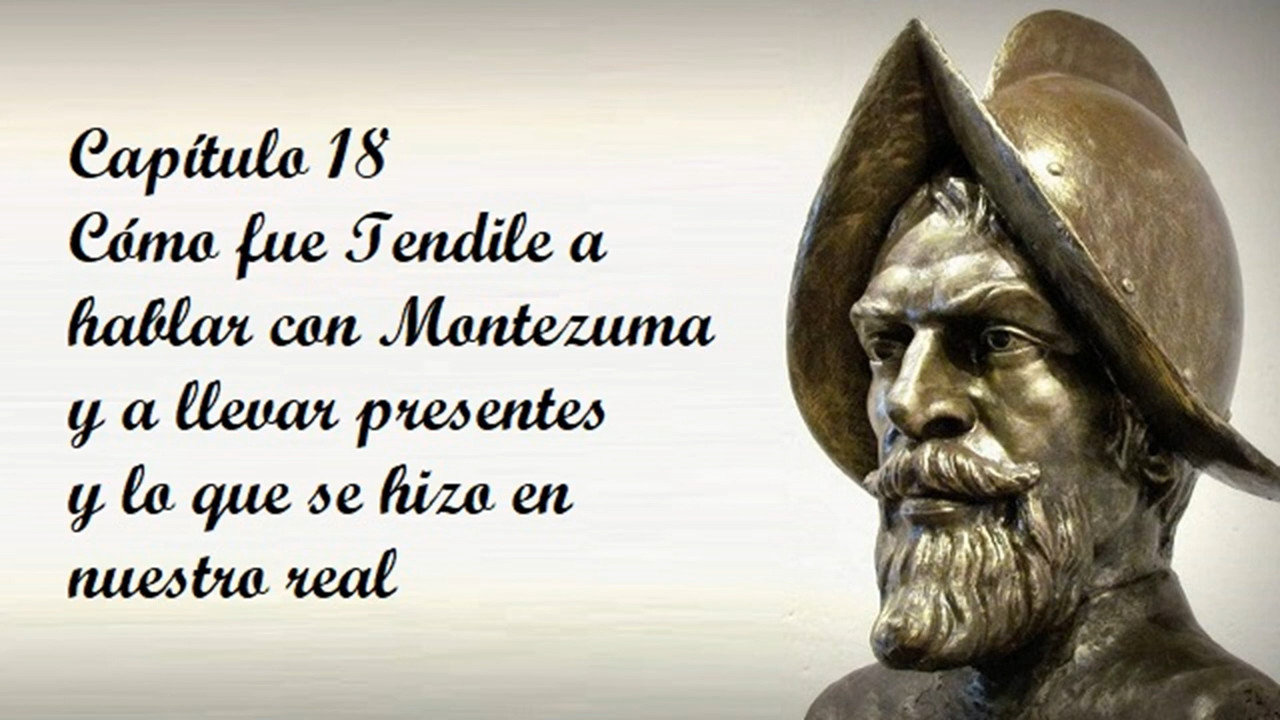 Capítulo 18
Cómo fue Tendile a
hablar con Montezuma
y a llevar presentes
y lo que se hizo en
nuestro real